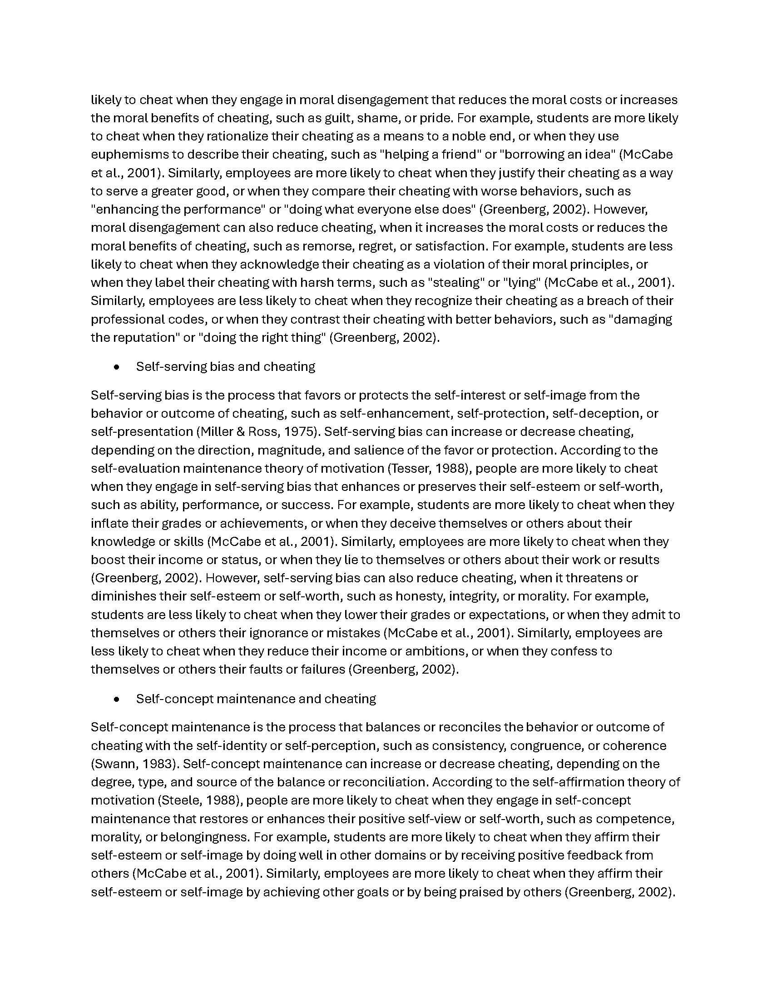 likely to cheat when they engage in moral disengagement that reduces the moral costs or increases
the moral benefits of cheating, such as guilt, shame, or pride. For example, students are more likely
to cheat when they rationalize their cheating as a means to a noble end, or when they use
euphemisms to describe their cheating, such as "helping a friend" or "borrowing an idea" (McCabe
et al., 2001). Similarly, employees are more likely to cheat when they justify their cheating as a way
to serve a greater good, or when they compare their cheating with worse behaviors, such as
"enhancing the performance" or "doing what everyone else does" (Greenberg, 2002). However,
moral disengagement can also reduce cheating, when it increases the moral costs or reduces the
moral benefits of cheating, such as remorse, regret, or satisfaction. For example, students are less
likely to cheat when they acknowledge their cheating as a violation of their moral principles, or
when they label their cheating with harsh terms, such as "stealing" or "lying" (McCabe et al., 2001).
Similarly, employees are less likely to cheat when they recognize their cheating as a breach of their
professional codes, or when they contrast their cheating with better behaviors, such as "damaging
the reputation" or "doing the right thing" (Greenberg, 2002).
• Self-serving bias and cheating
Self-serving bias is the process that favors or protects the self-interest or self-image from the
behavior or outcome of cheating, such as self-enhancement, self-protection, self-deception, or
self-presentation (Miller & Ross, 1975). Self-serving bias can increase or decrease cheating,
depending on the direction, magnitude, and salience of the favor or protection. According to the
self-evaluation maintenance theory of motivation (Tesser, 1988), people are more likely to cheat
when they engage in self-serving bias that enhances or preserves their self-esteem or self-worth,
such as ability, performance, or success. For example, students are more likely to cheat when they
inflate their grades or achievements, or when they deceive themselves or others about their
knowledge or skills (McCabe et al., 2001). Similarly, employees are more likely to cheat when they
boost their income or status, or when they lie to themselves or others about their work or results
(Greenberg, 2002). However, self-serving bias can also reduce cheating, when it threatens or
diminishes their self-esteem or self-worth, such as honesty, integrity, or morality. For example,
students are less likely to cheat when they lower their grades or expectations, or when they admit to
themselves or others their ignorance or mistakes (McCabe et al., 2001). Similarly, employees are
less likely to cheat when they reduce their income or ambitions, or when they confess to
themselves or others their faults or failures (Greenberg, 2002).
• Self-concept maintenance and cheating
Self-concept maintenance is the process that balances or reconciles the behavior or outcome of
cheating with the self-identity or self-perception, such as consistency, congruence, or coherence
(Swann, 1983). Self-concept maintenance can increase or decrease cheating, depending on the
degree, type, and source of the balance or reconciliation. According to the self-affirmation theory of
motivation (Steele, 1988), people are more likely to cheat when they engage in self-concept
maintenance that restores or enhances their positive self-view or self-worth, such as competence,
morality, or belongingness. For example, students are more likely to cheat when they affirm their
self-esteem or self-image by doing well in other domains or by receiving positive feedback from
others (McCabe et al., 2001). Similarly, employees are more likely to cheat when they affirm their
self-esteem or self-image by achieving other goals or by being praised by others (Greenberg, 2002).